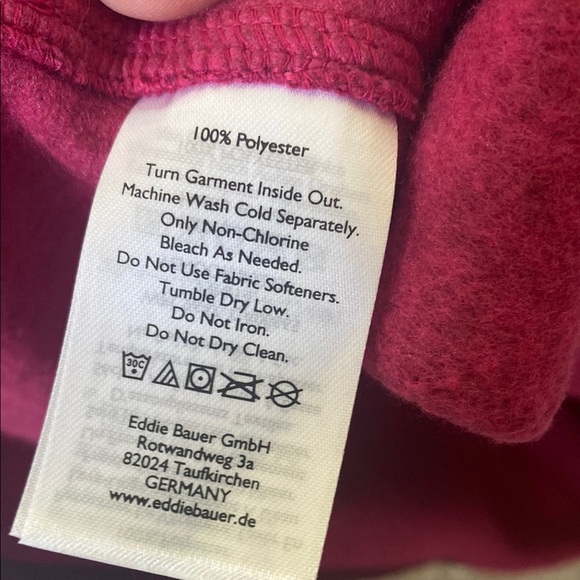 100% Polyester
Turn Garment Inside Out.
Machine Wash Cold Separately.
Only Non-Chlorine
Bleach As Needed.
Do Not Use Fabric Softeners.
Tumble Dry Low.
Do Not Iron.
Do Not Dry Clean.
30C
Eddie Bauer GmbH
Rotwandweg 3a
82024 Taufkirchen
GERMANY
www.eddiebauer.de